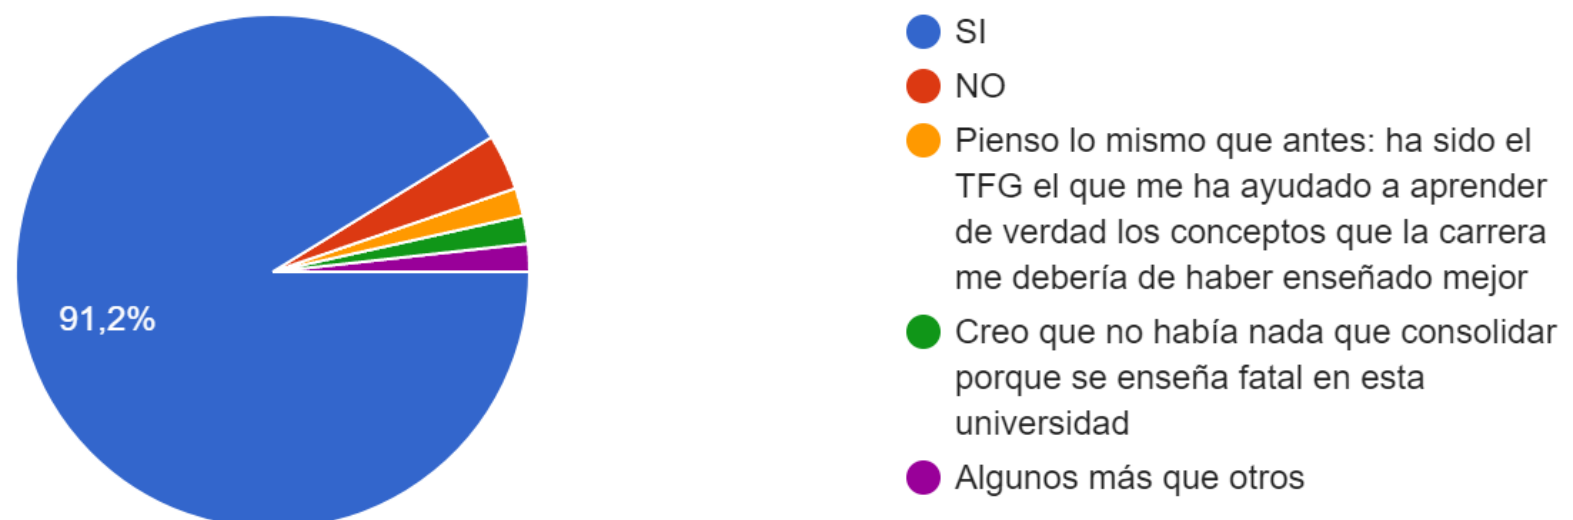 91,2%
SI
NO
Pienso lo mismo que antes: ha sido el
TFG el que me ha ayudado a aprender
de verdad los conceptos que la carrera
me debería de haber enseñado mejor
Creo que no había nada que consolidar
porque se enseña fatal en esta
universidad
Algunos más que otros